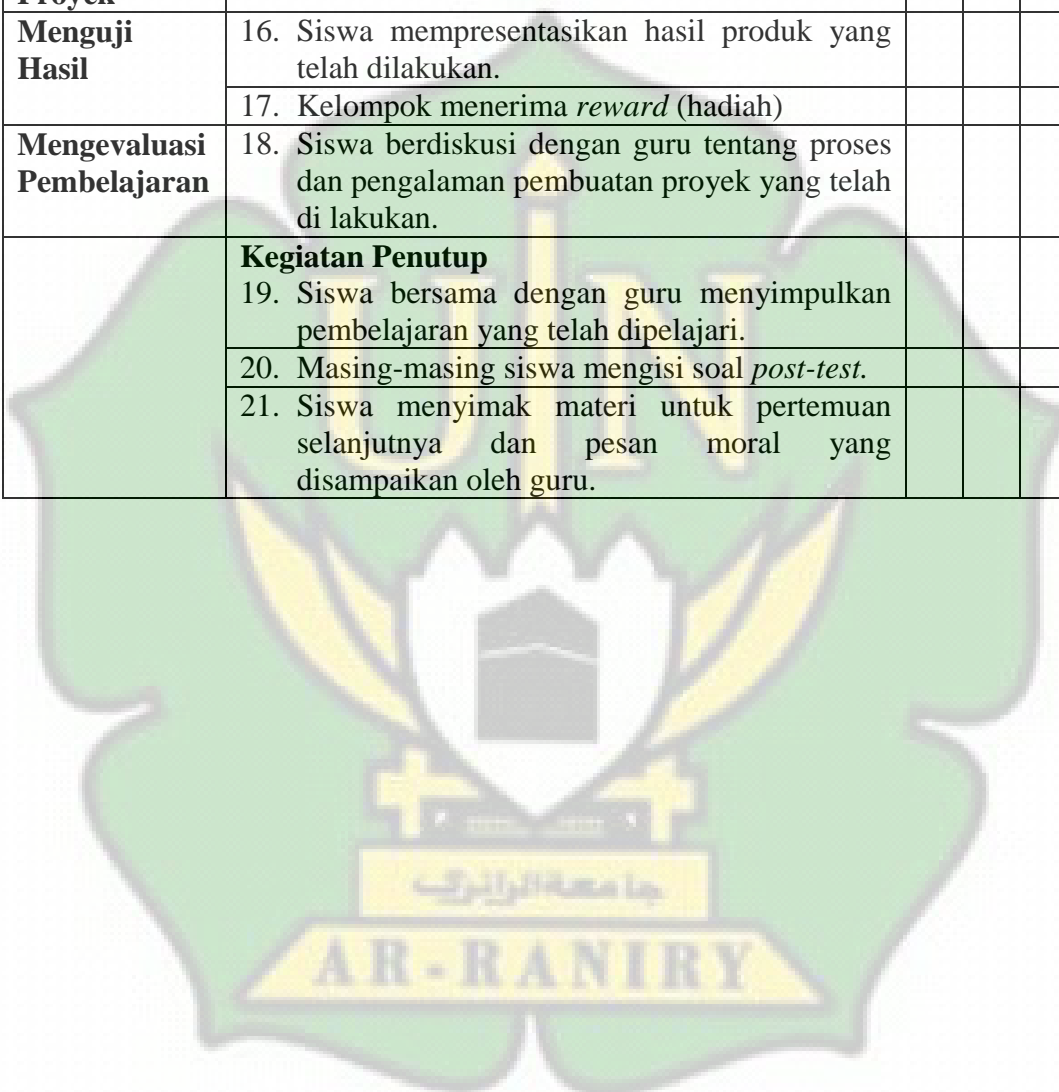 Proyek
Menguji
Hasil
16. Siswa mempresentasikan hasil produk yang
telah dilakukan.
17. Kelompok menerima reward (hadiah)
Mengevaluasi
Pembelajaran
18. Siswa berdiskusi dengan guru tentang proses
dan pengalaman pembuatan proyek yang telah
di lakukan.
Kegiatan Penutup
19. Siswa bersama dengan guru menyimpulkan
pembelajaran yang telah dipelajari.
20. Masing-masing siswa mengisi soal post-test.
21. Siswa menyimak materi untuk pertemuan
selanjutnya dan pesan moral yang
disampaikan oleh guru.
UIN
جامعة الرانري
AR-RANIRY